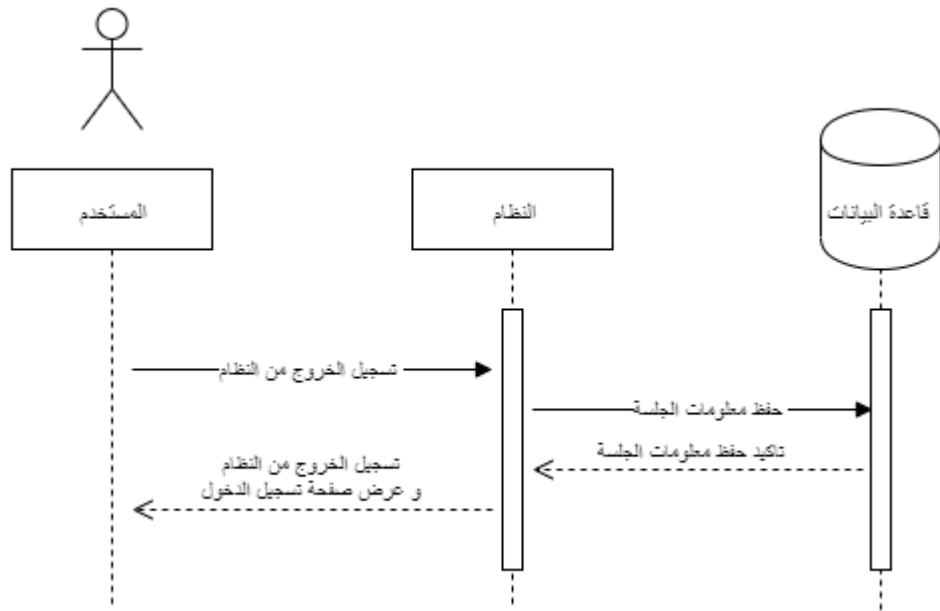 المستخدم
النظام
قاعدة البيانات
تسجيل الخروج من النظام
حفظ معلومات الجلسة
تاكيد حفظ معلومات الجلسة
تسجيل الخروج من النظام
و عرض صفحة تسجيل الدخول